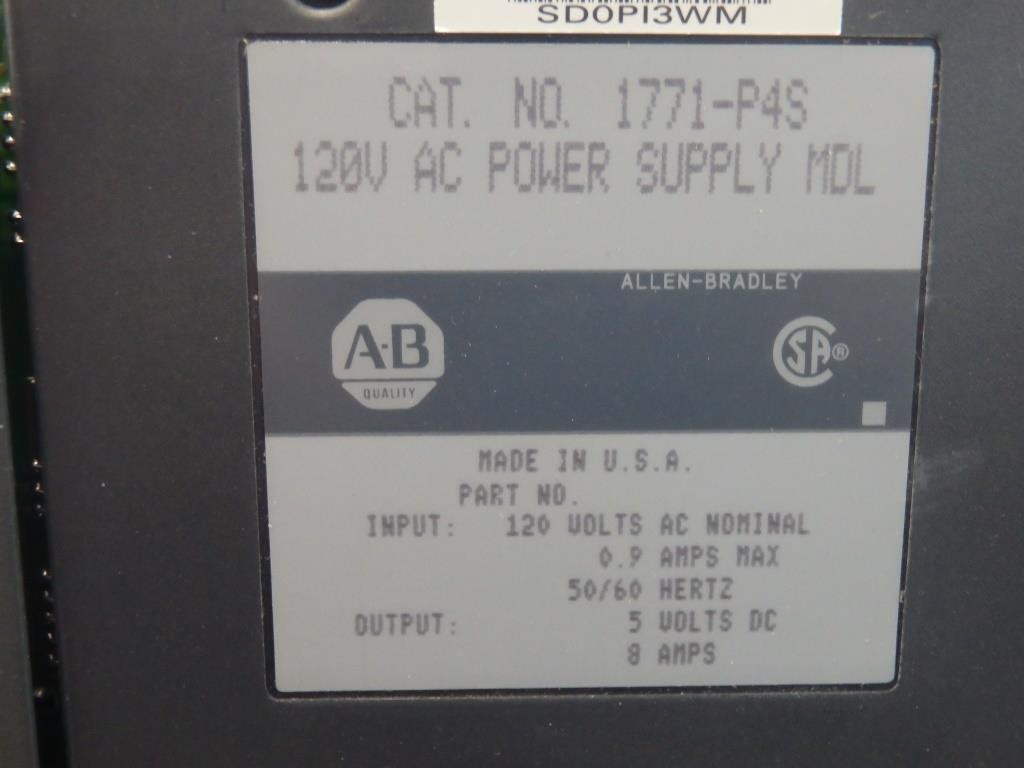 SD0PI3WM
CAT. NO. 1771-P4S
120V AC POWER SUPPLY MDL
ALLEN-BRADLEY
A-B
QUALITY
SA®
MADE IN U.S.A.
PART NO.
INPUT: 120 VOLTS AC NOMINAL
0.9 AMPS MAX
50/60 HERTZ
OUTPUT: 5 VOLTS DC
8 AMPS